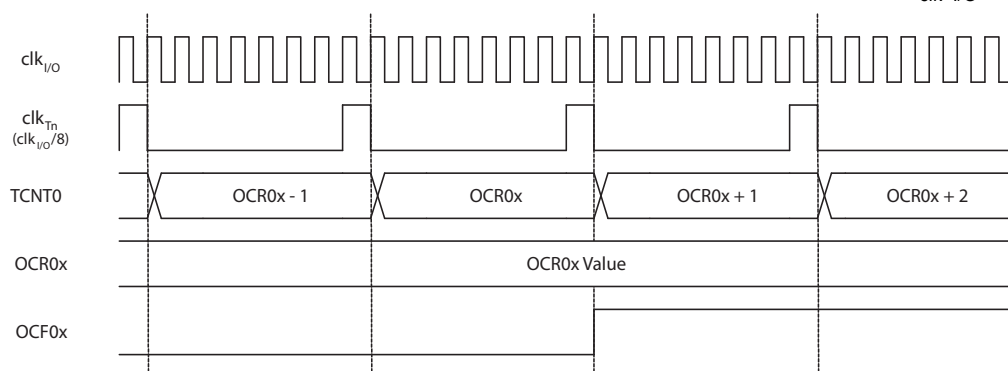 clk_I/O
clk_Tn
(clk_I/O/8)
TCNT0 OCR0x - 1 OCR0x OCR0x + 1 OCR0x + 2
OCR0x OCR0x Value
OCF0x